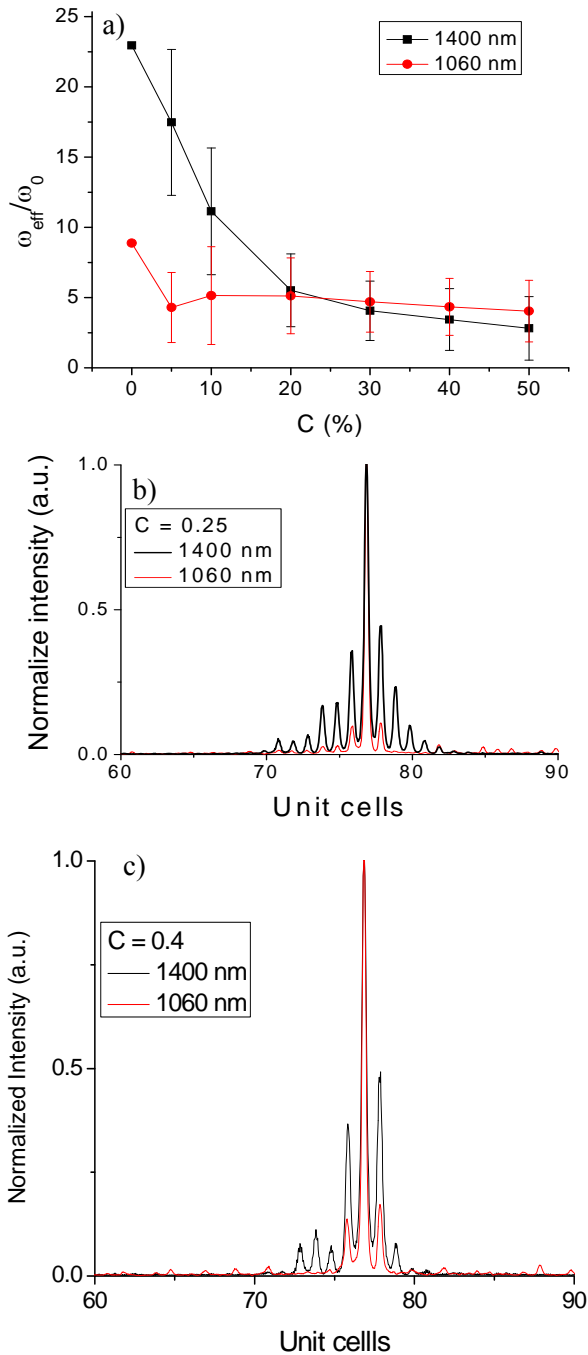 a)
1400 nm
1060 nm
25
20
15
10
5
0
ω_eff/ω_0
0 10 20 30 40 50
C (%)
b)
C = 0.25
1400 nm
1060 nm
1.0
0.5
0.0
Normalize intensity (a.u.)
60 70 80 90
Unit cells
c)
C = 0.4
1400 nm
1060 nm
1.0
0.5
0.0
Normalized Intensity (a.u.)
60 70 80 90
Unit cellls